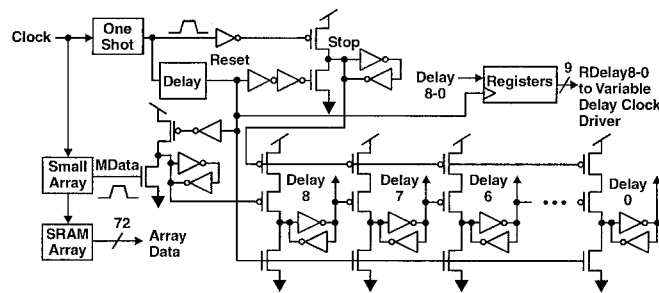 Clock
One
Shot
Stop
Reset
Delay
Delay
8-0
Registers
9
RDelay8-0
to Variable
Delay Clock
Driver
Small
Array
MData
SRAM
Array
72
Array
Data
Delay
8
Delay
7
Delay
6
Delay
0